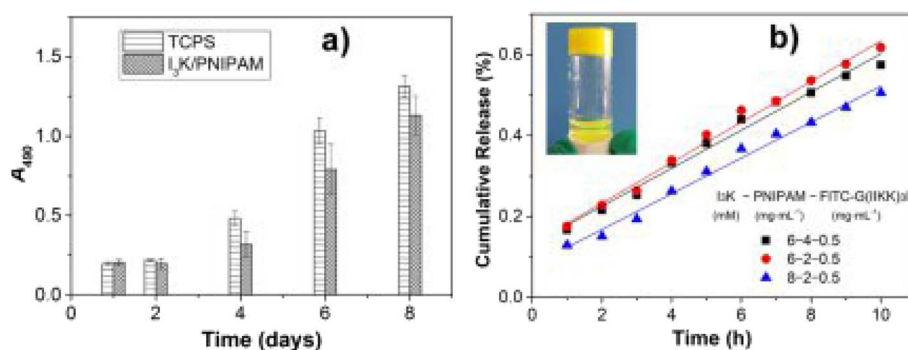 a)
TCPS
I₃K/PNIPAM
A₄₉₀
1.5
1.0
0.5
0.0
0 2 4 6 8
Time (days)
b)
Cumulative Release (%)
0.6
0.4
0.2
0.0
I₃K – PNIPAM – FITC-G(IIKK)₃I
(mM) (mg·mL⁻¹) (mg·mL⁻¹)
6-4-0.5
6-2-0.5
8-2-0.5
0 2 4 6 8 10
Time (h)